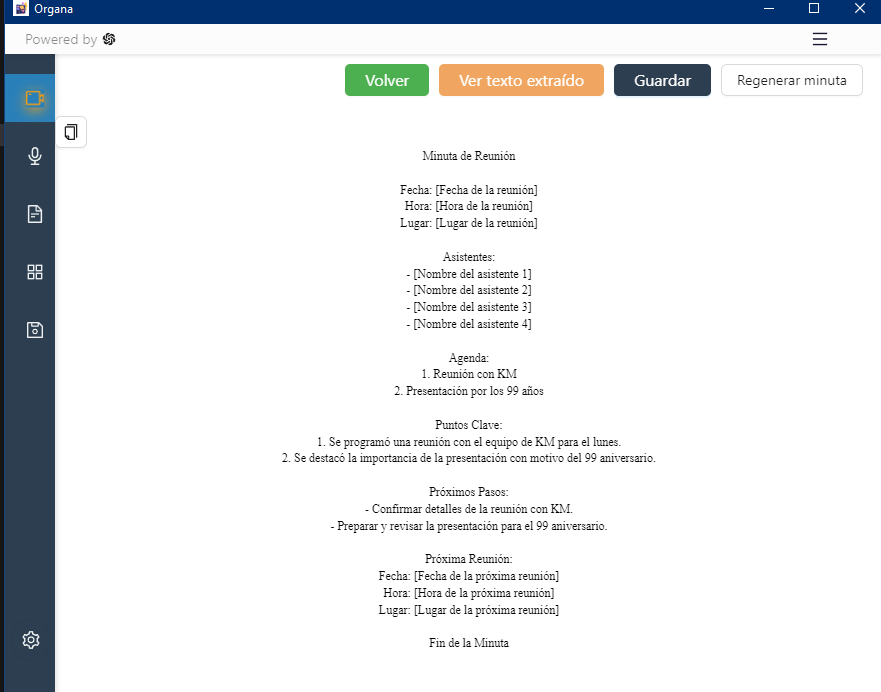 Organa
Powered by
Volver
Ver texto extraído
Guardar
Regenerar minuta
Minuta de Reunión
Fecha: [Fecha de la reunión]
Hora: [Hora de la reunión]
Lugar: [Lugar de la reunión]
Asistentes:
- [Nombre del asistente 1]
- [Nombre del asistente 2]
- [Nombre del asistente 3]
- [Nombre del asistente 4]
Agenda:
1. Reunión con KM
2. Presentación por los 99 años
Puntos Clave:
1. Se programó una reunión con el equipo de KM para el lunes.
2. Se destacó la importancia de la presentación con motivo del 99 aniversario.
Próximos Pasos:
- Confirmar detalles de la reunión con KM.
- Preparar y revisar la presentación para el 99 aniversario.
Próxima Reunión:
Fecha: [Fecha de la próxima reunión]
Hora: [Hora de la próxima reunión]
Lugar: [Lugar de la próxima reunión]
Fin de la Minuta